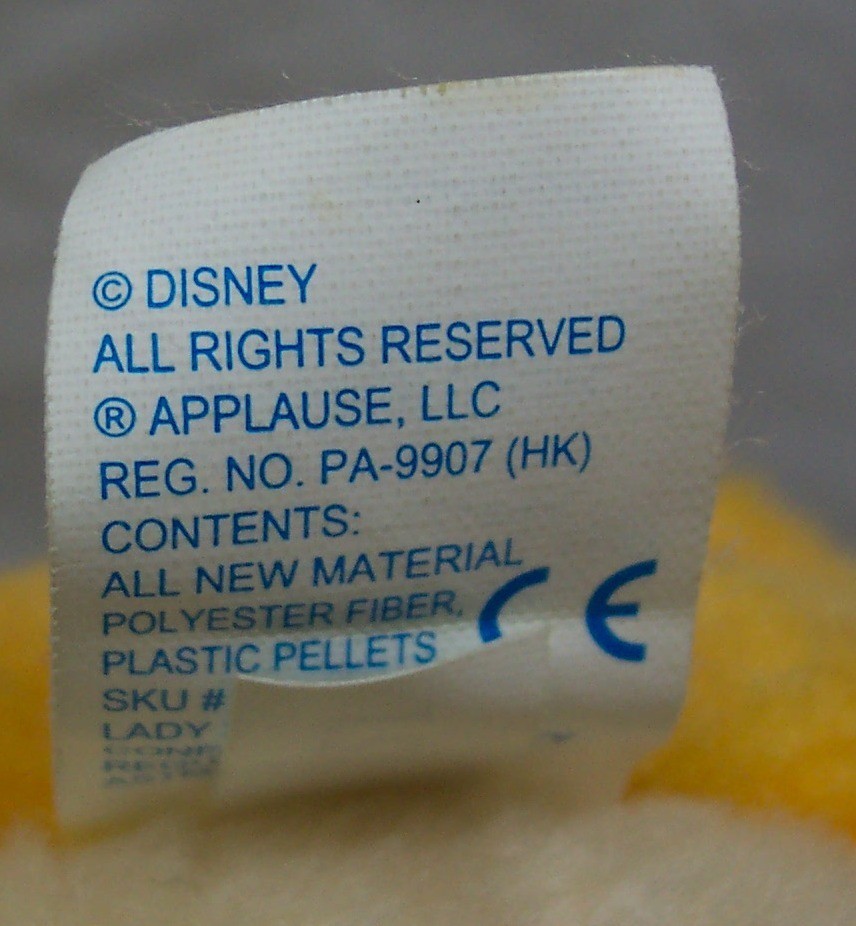 © DISNEY
ALL RIGHTS RESERVED
® APPLAUSE, LLC
REG. NO. PA-9907 (HK)
CONTENTS:
ALL NEW MATERIAL
POLYESTER FIBER, CE
PLASTIC PELLETS
SKU #
LADY